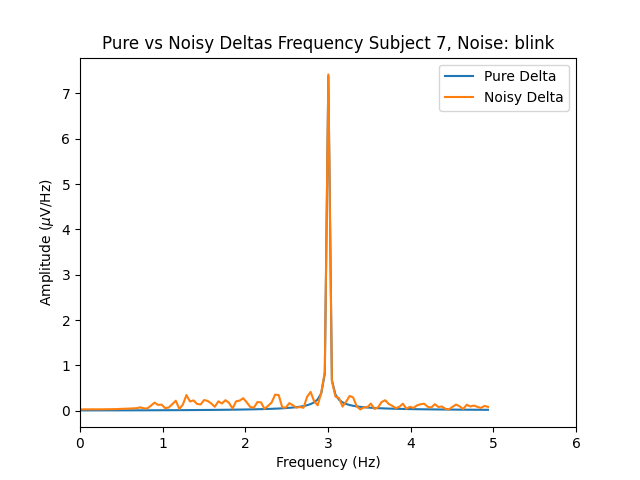 Pure vs Noisy Deltas Frequency Subject 7, Noise: blink
Pure Delta
Noisy Delta
Amplitude (μV/Hz)
7
6
5
4
3
2
1
0
0 1 2 3 4 5 6
Frequency (Hz)